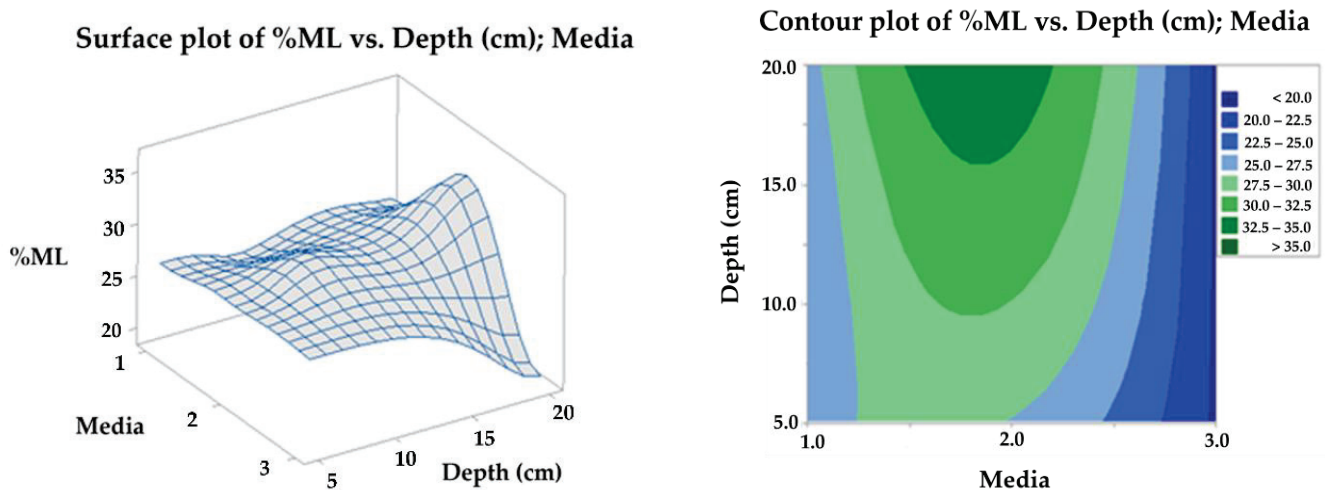 Surface plot of %ML vs. Depth (cm); Media
35
30
%ML
25
20
1
Media
2
3
5
10
15
20
Depth (cm)
Contour plot of %ML vs. Depth (cm); Media
20.0
15.0
Depth (cm)
10.0
5.0
1.0
2.0
3.0
Media
< 20.0
20.0 – 22.5
22.5 – 25.0
25.0 – 27.5
27.5 – 30.0
30.0 – 32.5
32.5 – 35.0
> 35.0